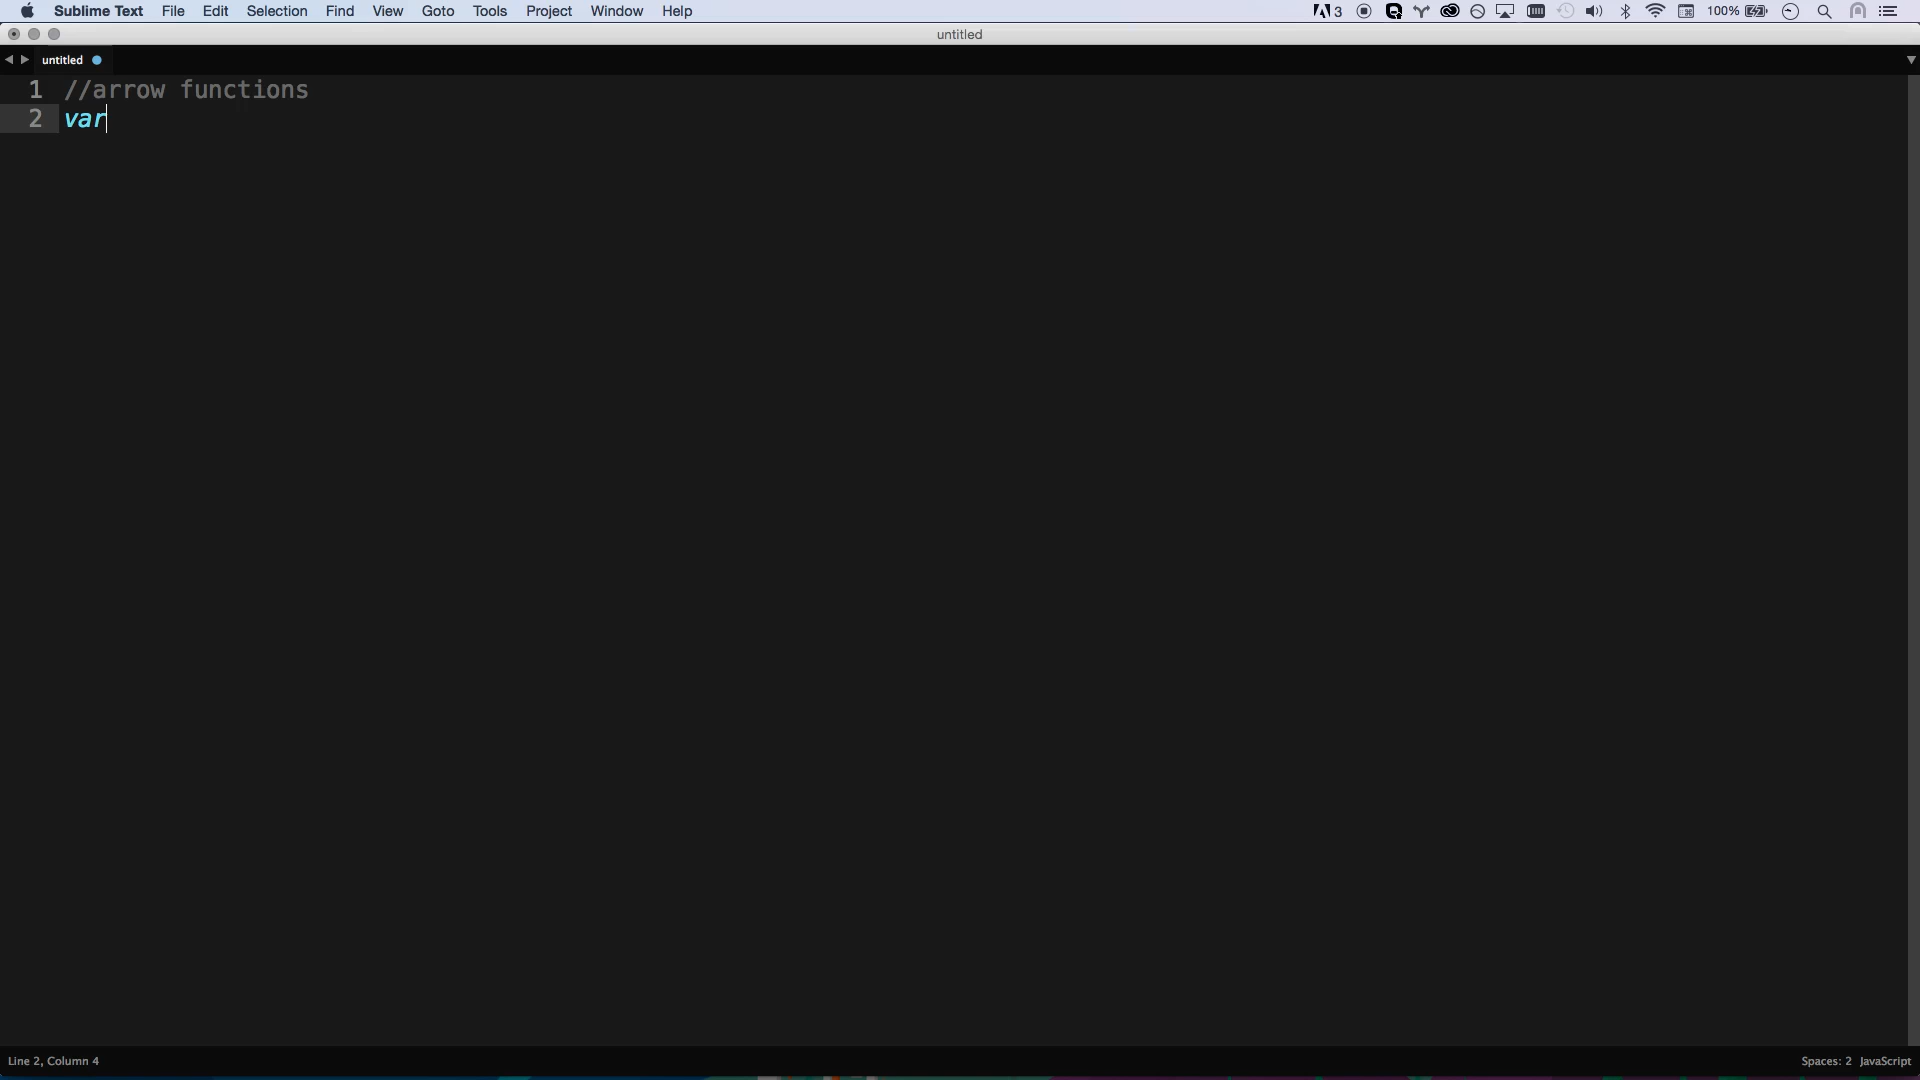 Sublime Text File Edit Selection Find View Goto Tools Project Window Help 3 100%
untitled
untitled
1 //arrow functions
2 var
Line 2, Column 4 Spaces: 2 JavaScript